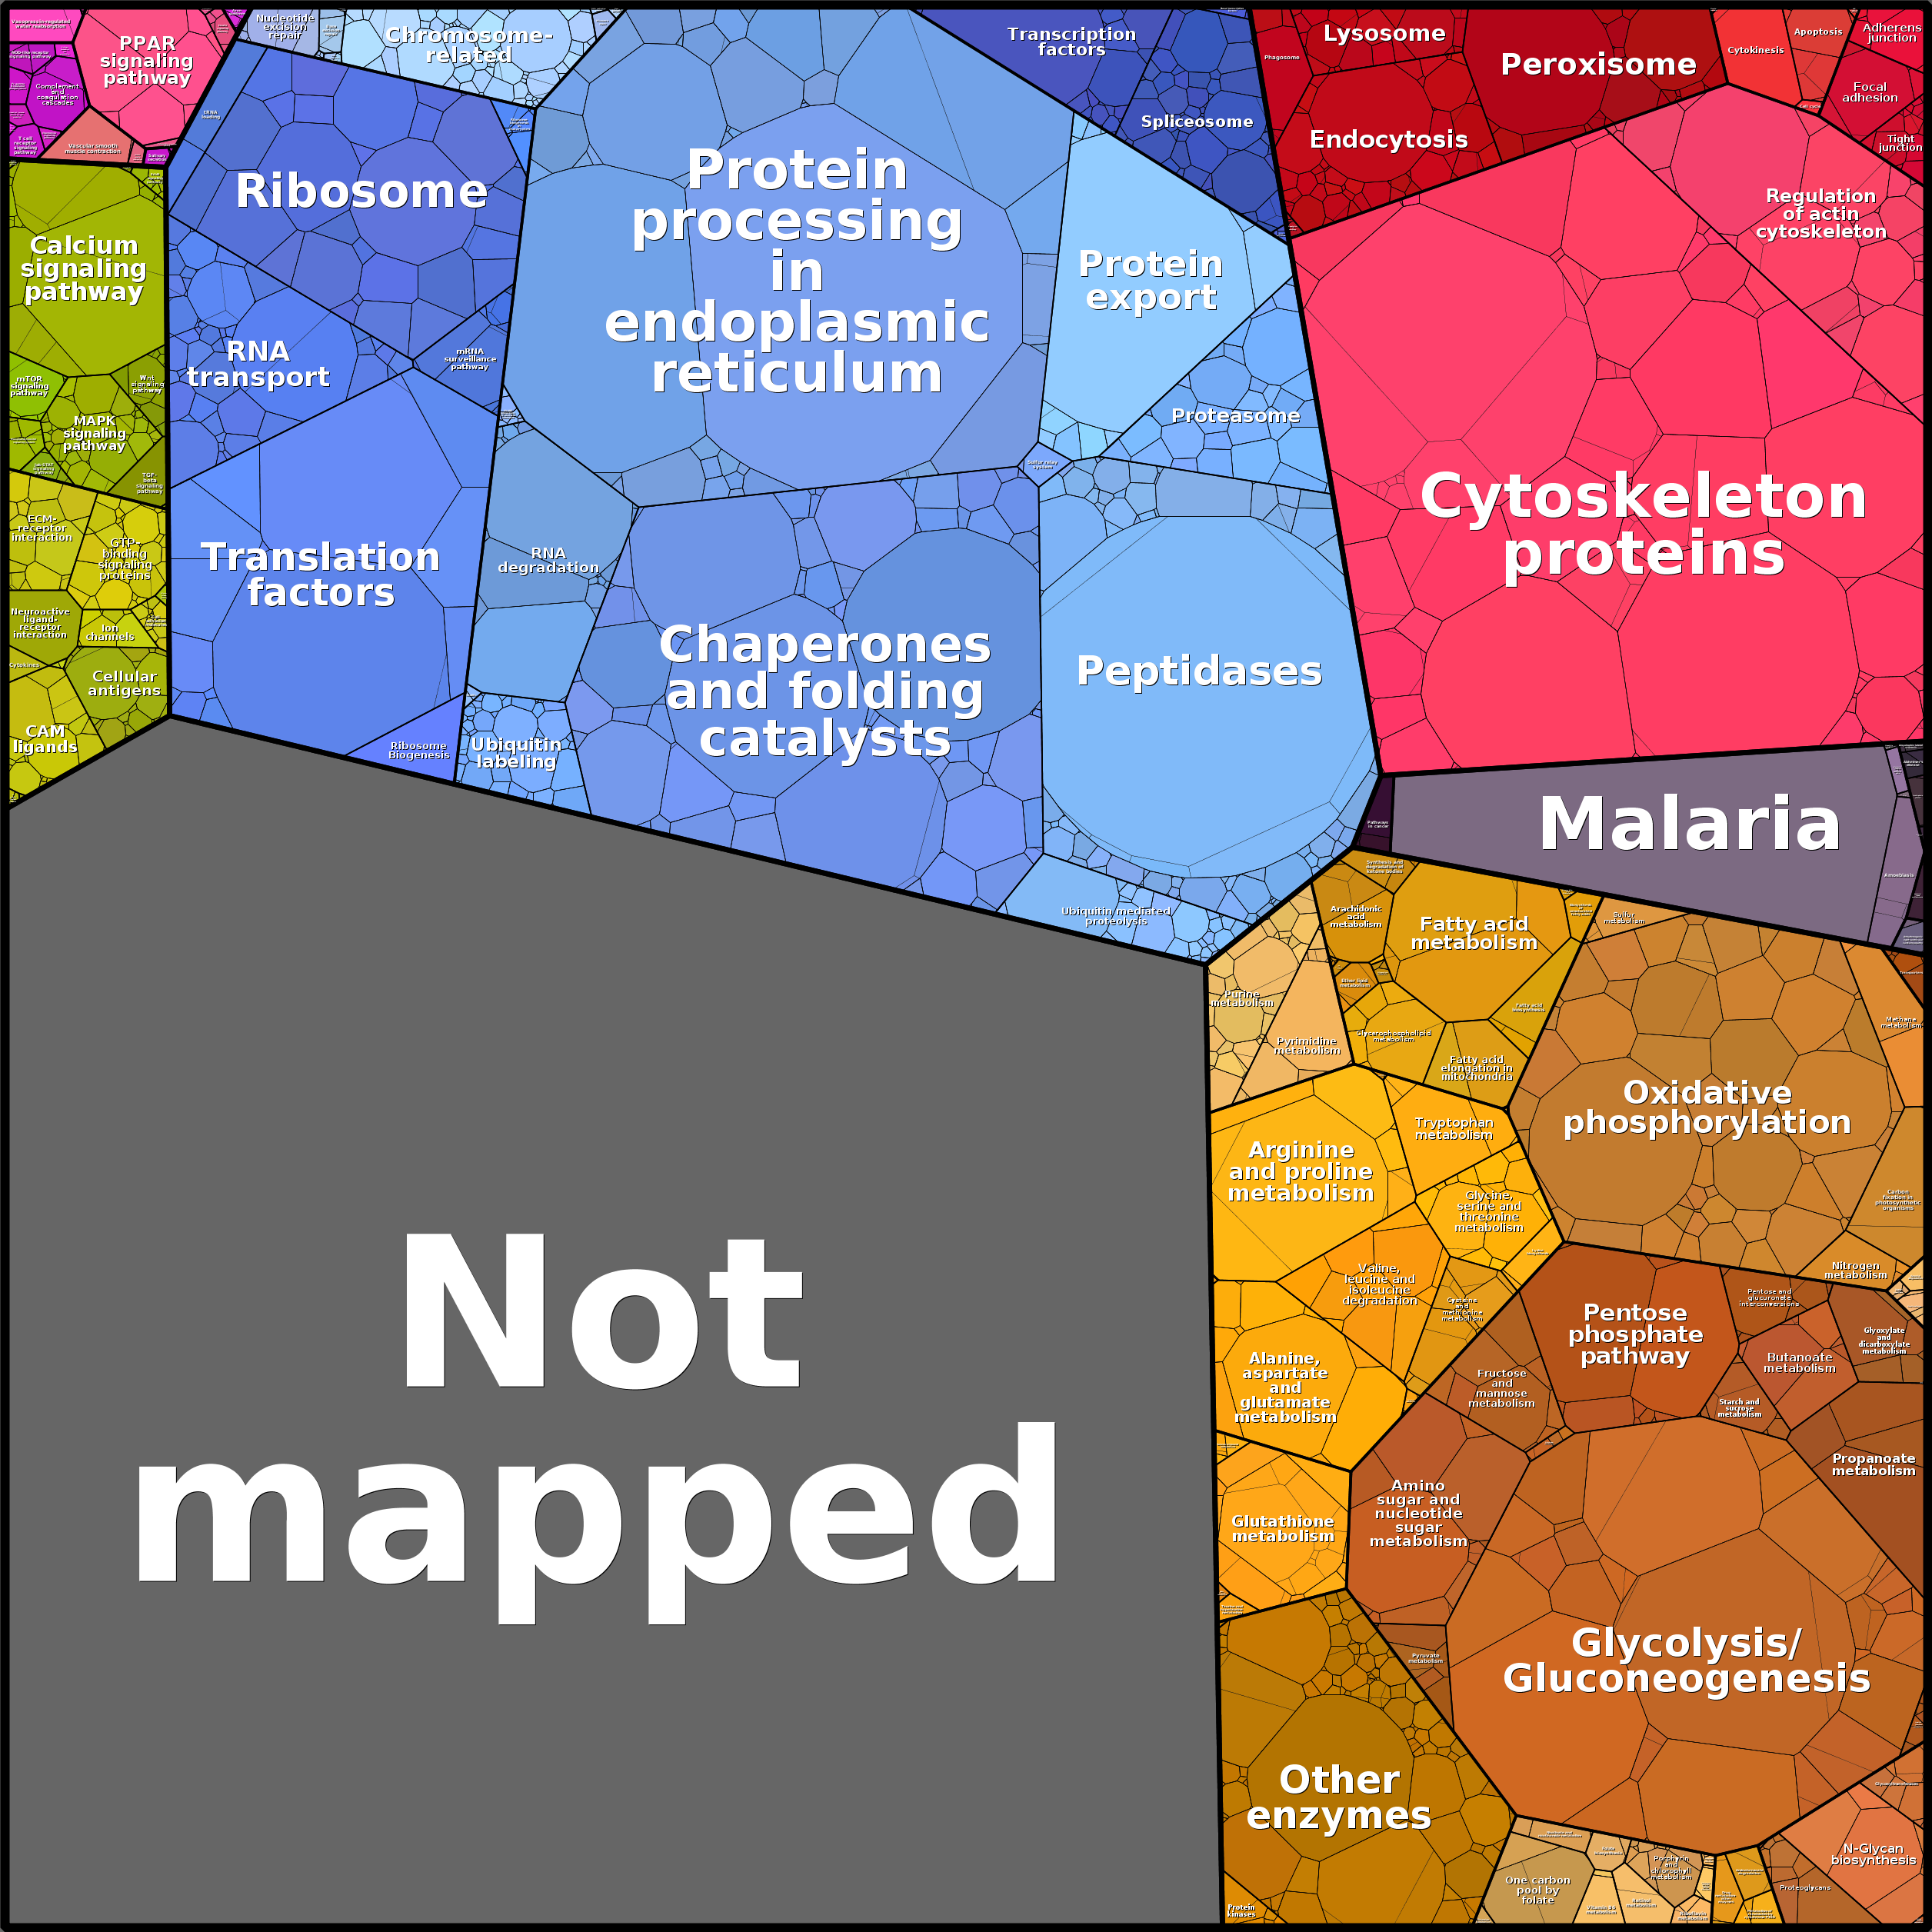 Vasopressin-regulated
water reabsorption
PPAR
signaling
pathway
Complement
and
coagulation
cascades
T cell
receptor
signaling
pathway
Vascular smooth
muscle contraction
Nucleotide
excision
repair
Chromosome-
related
Ribosome
RNA
transport
mRNA
surveillance
pathway
Translation
factors
Ribosome
Biogenesis
Protein
processing
in
endoplasmic
reticulum
Transcription
factors
Spliceosome
Protein
export
Proteasome
RNA
degradation
Ubiquitin
labeling
Chaperones
and folding
catalysts
Peptidases
Ubiquitin mediated
proteolysis
Phagosome
Lysosome
Endocytosis
Peroxisome
Cytokinesis
Apoptosis
Cell cycle
Adherens
junction
Focal
adhesion
Tight
junction
Regulation
of actin
cytoskeleton
Cytoskeleton
proteins
Calcium
signaling
pathway
mTOR
signaling
pathway
Wnt
signaling
pathway
MAPK
signaling
pathway
TGF-
beta
signaling
pathway
ECM-
receptor
interaction
GTP-
binding
signaling
proteins
Neuroactive
ligand-
receptor
interaction
Ion
channels
Cytokines
Cellular
antigens
CAM
ligands
Pathways
in cancer
Malaria
Amoebiasis
Not
mapped
Synthesis and
degradation of
ketone bodies
Arachidonic
acid
metabolism
Fatty acid
metabolism
Ether lipid
metabolism
Glycerophospholipid
metabolism
Fatty acid
biosynthesis
Fatty acid
elongation in
mitochondria
Purine
metabolism
Pyrimidine
metabolism
Sulfur
metabolism
Oxidative
phosphorylation
Methane
metabolism
Carbon
fixation in
photosynthetic
organisms
Nitrogen
metabolism
Arginine
and proline
metabolism
Tryptophan
metabolism
Glycine,
serine and
threonine
metabolism
Valine,
leucine and
isoleucine
degradation
Cysteine
and
methionine
metabolism
Alanine,
aspartate
and
glutamate
metabolism
Glutathione
metabolism
Pentose
phosphate
pathway
Pentose and
glucuronate
interconversions
Glyoxylate
and
dicarboxylate
metabolism
Butanoate
metabolism
Fructose
and
mannose
metabolism
Starch and
sucrose
metabolism
Propanoate
metabolism
Amino
sugar and
nucleotide
sugar
metabolism
Pyruvate
metabolism
Glycolysis/
Gluconeogenesis
Other
enzymes
Protein
kinases
One carbon
pool by
folate
Porphyrin
and
chlorophyll
metabolism
Proteoglycans
N-Glycan
biosynthesis